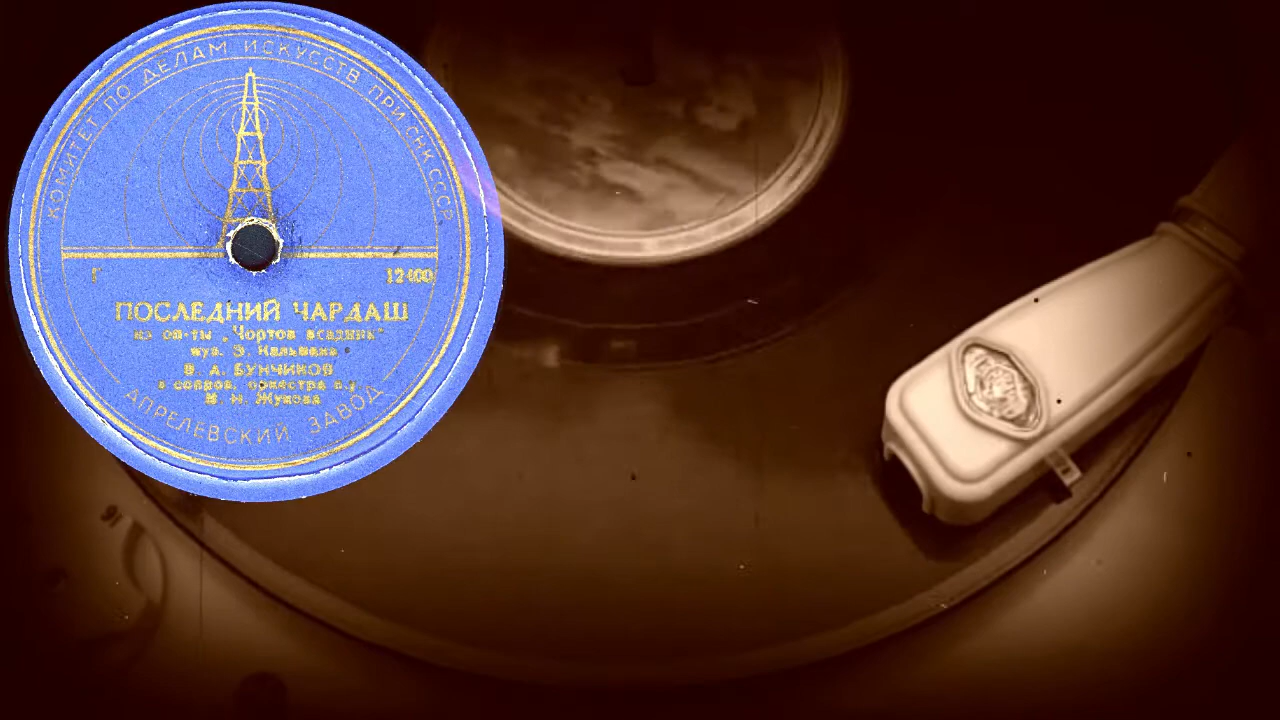 КОМИТЕТ ПО ДЕЛАМ ИСКУССТВ ПРИ СНК СССР
Г 12400
ПОСЛЕДНИЙ ЧАРДАШ
из оп-ты „Чортов всадник"
муз. Э. Кальмана
В. А. БУНЧИКОВ
в сопров. оркестра п/у
В. Н. Жукова
АПРЕЛЕВСКИЙ ЗАВОД
16